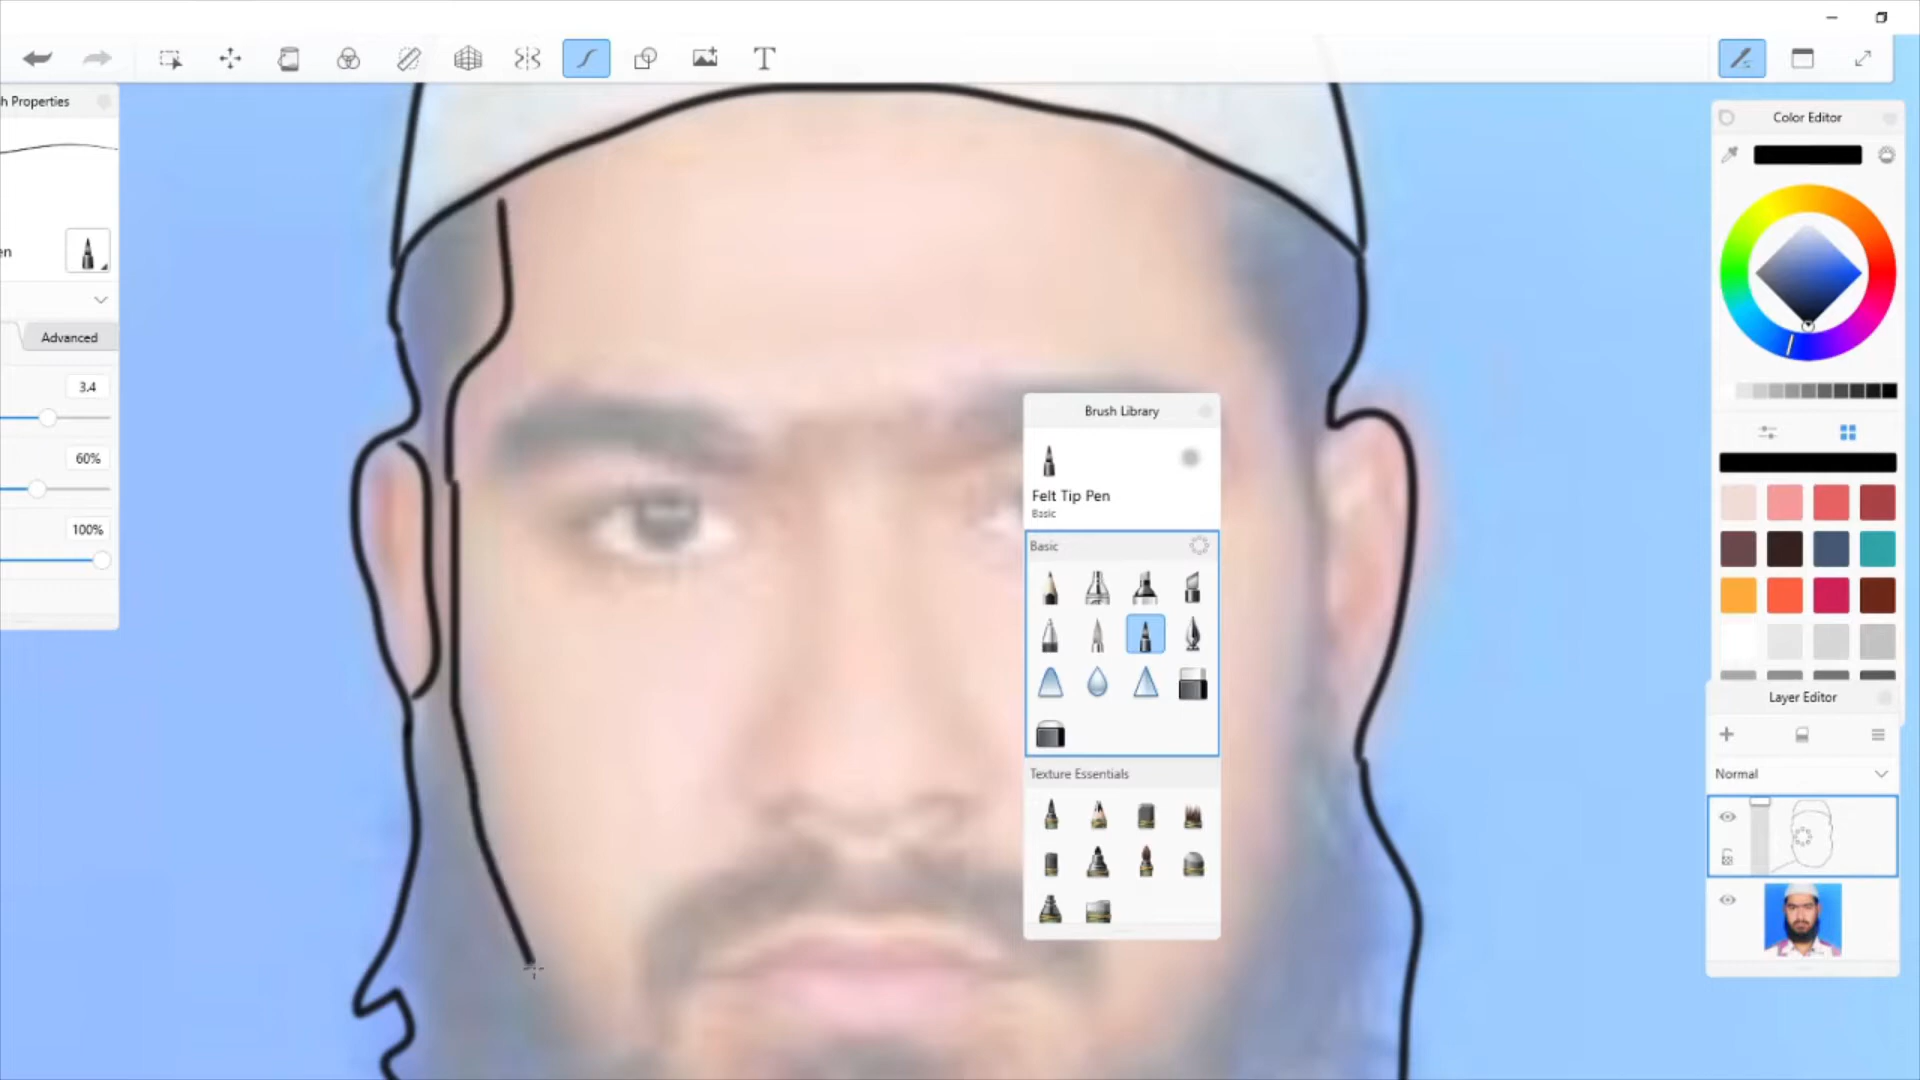 h Properties
en
Advanced
3.4
60%
100%
Brush Library
Felt Tip Pen
Basic
Basic
Texture Essentials
Color Editor
Layer Editor
Normal